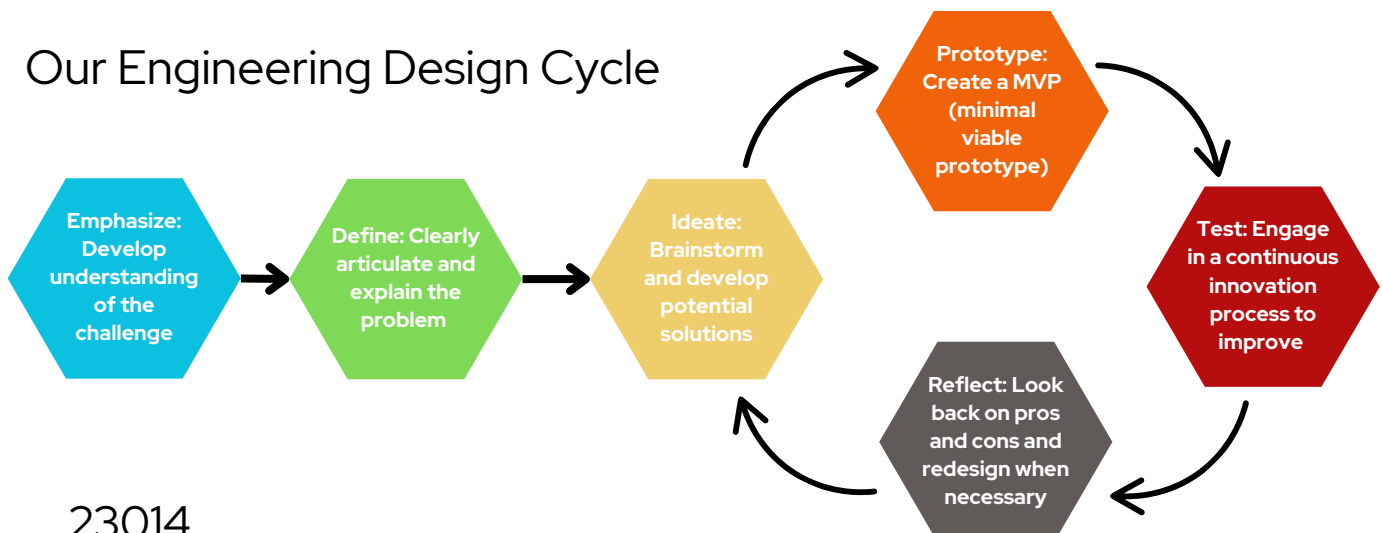 Our Engineering Design Cycle
Emphasize:
Develop
understanding
of the
challenge
Define: Clearly
articulate and
explain the
problem
Ideate:
Brainstorm
and develop
potential
solutions
Prototype:
Create a MVP
(minimal
viable
prototype)
Test: Engage
in a continuous
innovation
process to
improve
Reflect: Look
back on pros
and cons and
redesign when
necessary
23014